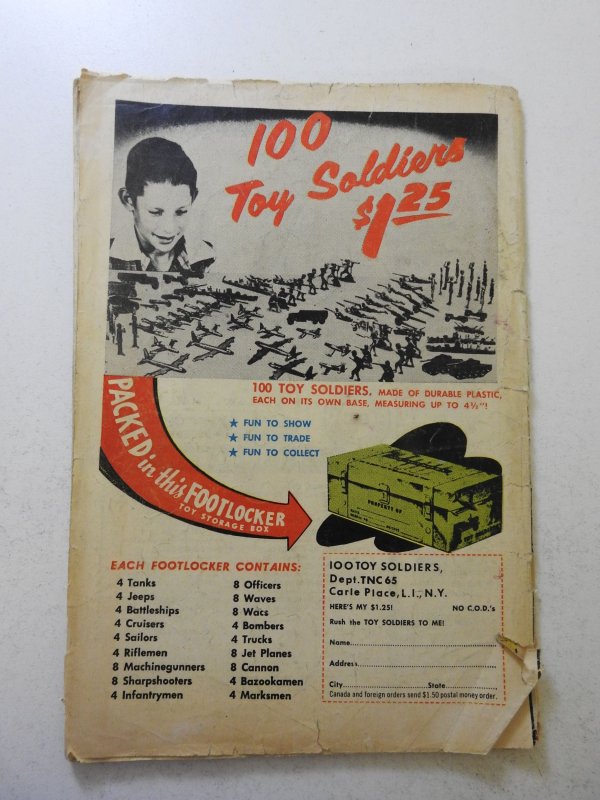 100
Toy Soldiers
$1.25
100 TOY SOLDIERS, MADE OF DURABLE PLASTIC,
EACH ON ITS OWN BASE, MEASURING UP TO 4½"!
★ FUN TO SHOW
★ FUN TO TRADE
★ FUN TO COLLECT
PACKED in this FOOTLOCKER
TOY STORAGE BOX
PROPERTY OF
EACH FOOTLOCKER CONTAINS:
4 Tanks
4 Jeeps
4 Battleships
4 Cruisers
4 Sailors
4 Riflemen
8 Machinegunners
8 Sharpshooters
4 Infantrymen
8 Officers
8 Waves
8 Wacs
4 Bombers
4 Trucks
8 Jet Planes
8 Cannon
4 Bazookamen
4 Marksmen
100 TOY SOLDIERS,
Dept. TNC 65
Carle Place, L. I., N.Y.
HERE'S MY $1.25! NO C.O.D.'s
Rush the TOY SOLDIERS TO ME!
Name
Address
City State
Canada and foreign orders send $1.50 postal money order.